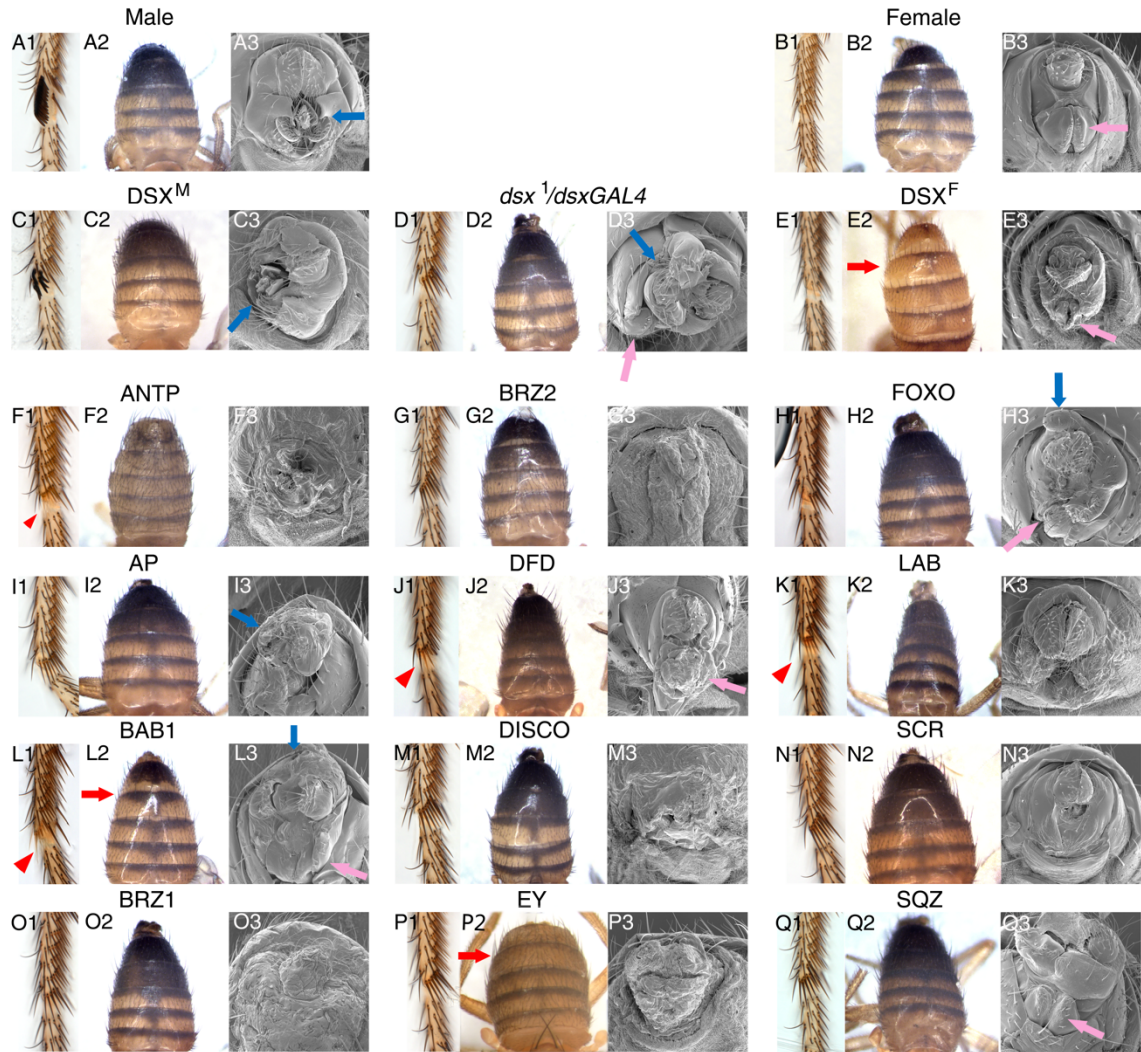 Male Female
A1 A2 A3 B1 B2 B3
DSX^M dsx^1/dsxGAL4 DSX^F
C1 C2 C3 D1 D2 D3 E1 E2 E3
ANTP BRZ2 FOXO
F1 F2 F3 G1 G2 G3 H1 H2 H3
AP DFD LAB
I1 I2 I3 J1 J2 J3 K1 K2 K3
BAB1 DISCO SCR
L1 L2 L3 M1 M2 M3 N1 N2 N3
BRZ1 EY SQZ
O1 O2 O3 P1 P2 P3 Q1 Q2 Q3